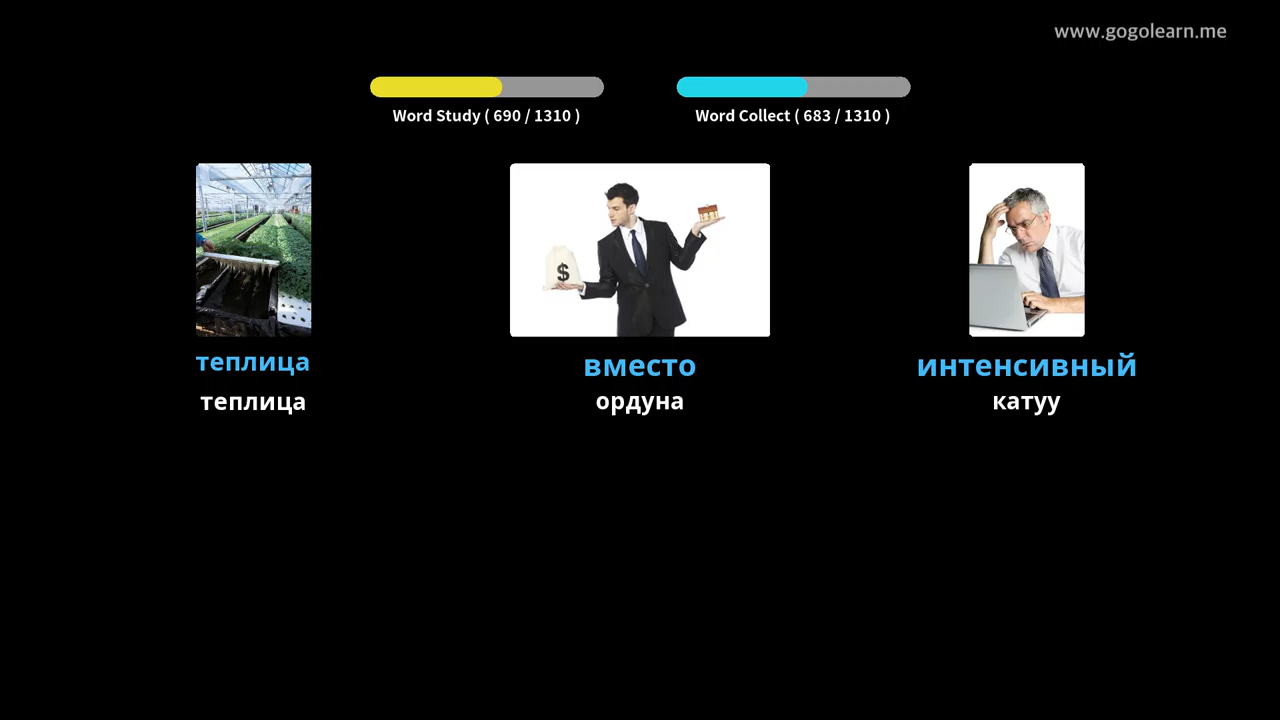 www.gogolearn.me
Word Study ( 690 / 1310 )
Word Collect ( 683 / 1310 )
$
теплица
теплица
вместо
ордуна
интенсивный
катуу